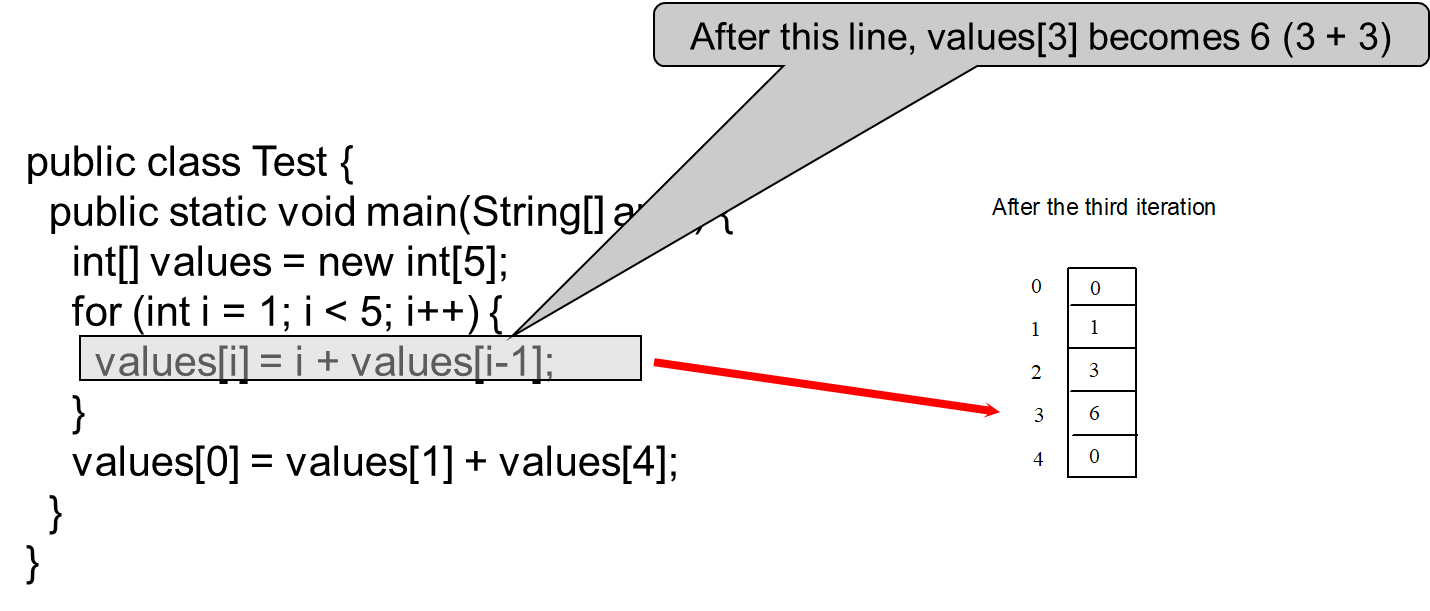 After this line, values[3] becomes 6 (3 + 3)
public class Test {
public static void main(String[] {
int[] values = new int[5];
for (int i = 1; i < 5; i++) {
values[i] = i + values[i-1];
}
values[0] = values[1] + values[4];
}
}
After the third iteration
0 0
1 1
2 3
3 6
4 0